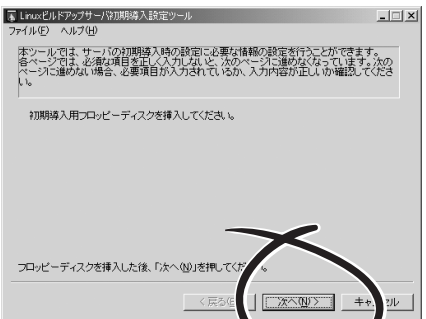 Linuxビルドアップサーバ初期導入設定ツール
ファイル(F) ヘルプ(H)
本ツールでは、サーバの初期導入時の設定に必要な情報の設定を行うことができます。
各ページでは、必須な項目を正しく入力しないと、次のページに進めなくなっています。次の
ページに進めない場合、必要項目が入力されているか、入力内容が正しいか確認してくださ
い。
初期導入用フロッピーディスクを挿入してください。
フロッピーディスクを挿入した後、「次へ(N)」を押してくだ
< 戻る(B) 次へ(N) > キャ ル